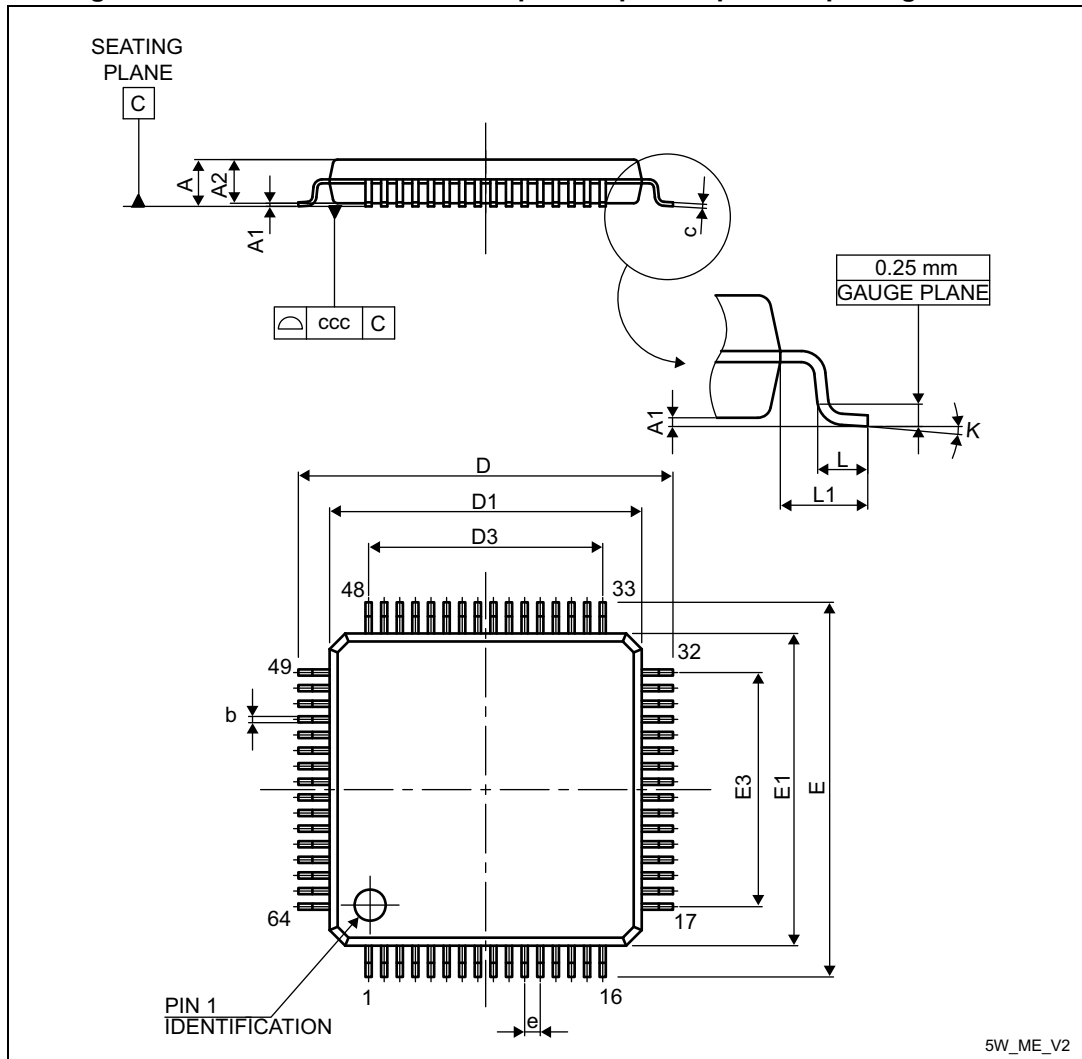 SEATING
PLANE
C
A
A2
A1
c
ccc C
0.25 mm
GAUGE PLANE
A1
K
L
L1
D
D1
D3
48
33
49
32
b
E3
E1
E
64
17
1
16
PIN 1
IDENTIFICATION
e
5W_ME_V2